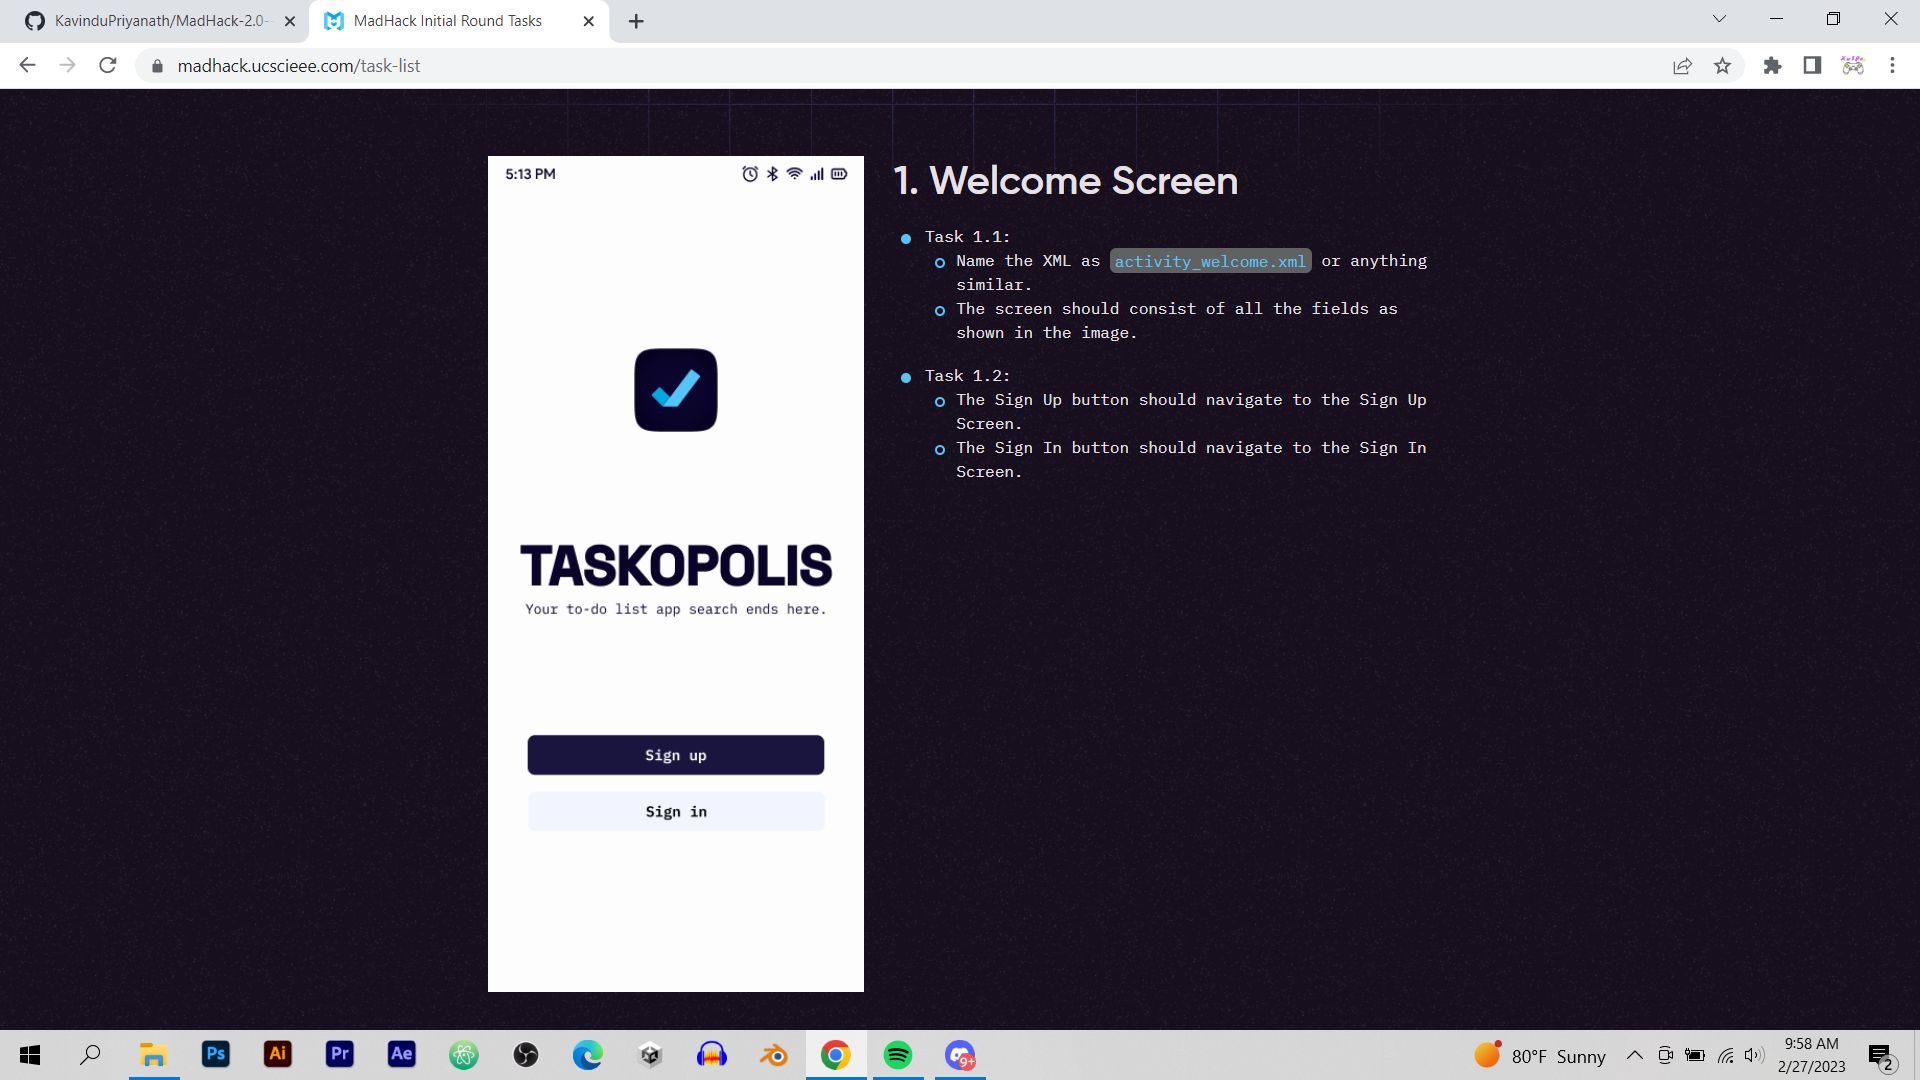 KavinduPriyanath/MadHack-2.0-
MadHack Initial Round Tasks
madhack.ucscieee.com/task-list
5:13 PM
TASKOPOLIS
Your to-do list app search ends here.
Sign up
Sign in
1. Welcome Screen
Task 1.1:
Name the XML as activity_welcome.xml or anything
similar.
The screen should consist of all the fields as
shown in the image.
Task 1.2:
The Sign Up button should navigate to the Sign Up
Screen.
The Sign In button should navigate to the Sign In
Screen.
Ps
Ai
Pr
Ae
9+
80°F Sunny
9:58 AM
2/27/2023
2